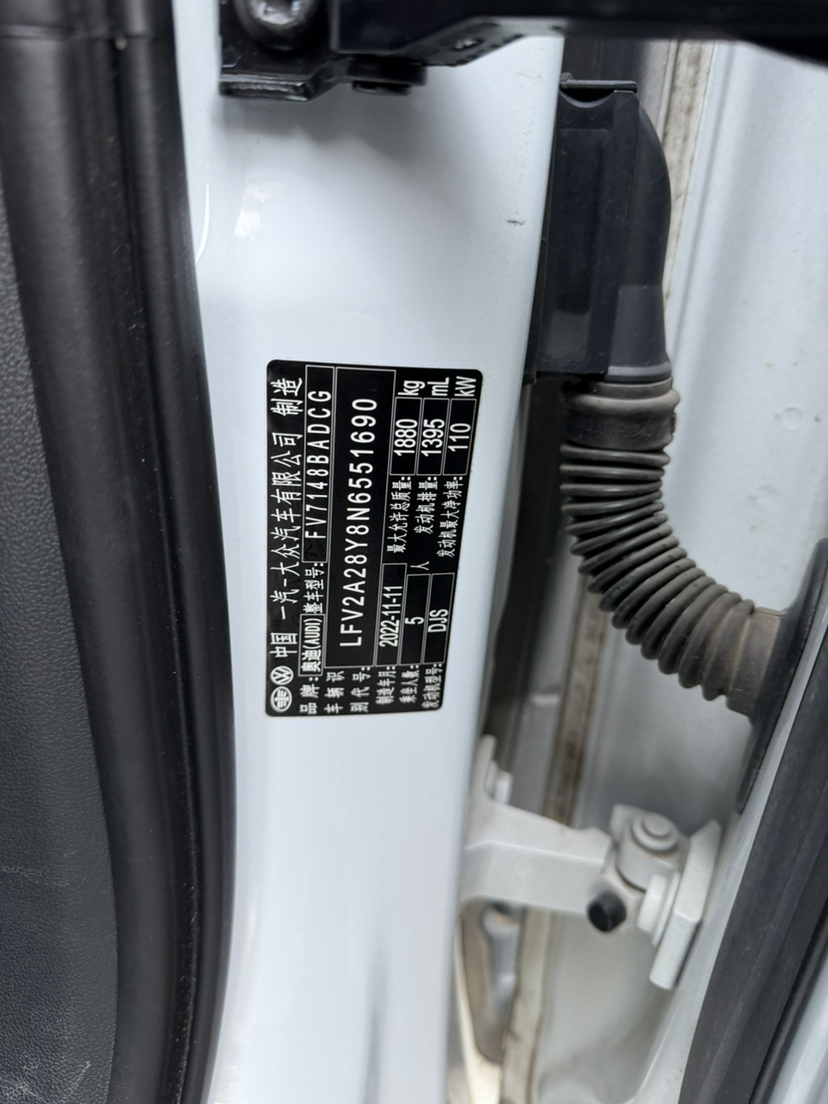 中国 一汽-大众汽车有限公司 制造
品牌: 奥迪(AUDI) 整车型号: FV7148BADCG
车辆识别代号: LFV2A28Y8N6551690
制造年月: 2022-11-11 最大允许总质量: 1880 kg
乘坐人数: 5 人 发动机排量: 1395 mL
发动机型号: DJS 发动机最大净功率: 110 kW